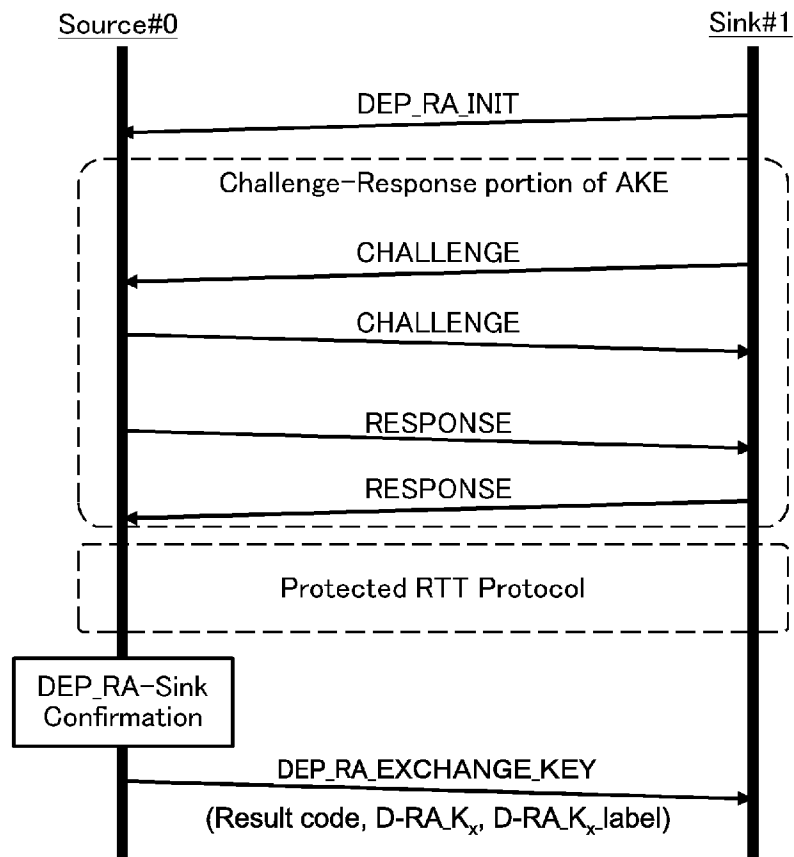 Source#0
Sink#1
DEP_RA_INIT
Challenge-Response portion of AKE
CHALLENGE
CHALLENGE
RESPONSE
RESPONSE
Protected RTT Protocol
DEP_RA-Sink
Confirmation
DEP_RA_EXCHANGE_KEY
(Result code, D-RA_Kx, D-RA_Kx_label)